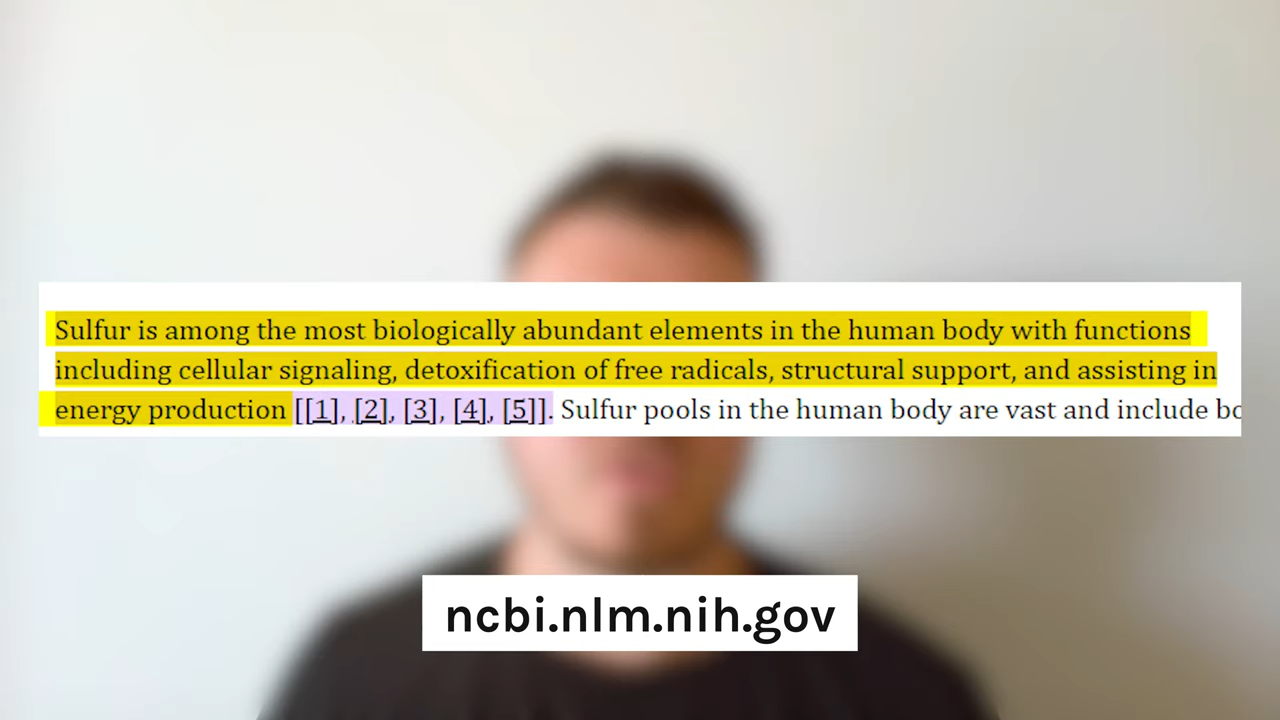 Sulfur is among the most biologically abundant elements in the human body with functions
including cellular signaling, detoxification of free radicals, structural support, and assisting in
energy production [[1], [2], [3], [4], [5]]. Sulfur pools in the human body are vast and include
ncbi.nlm.nih.gov